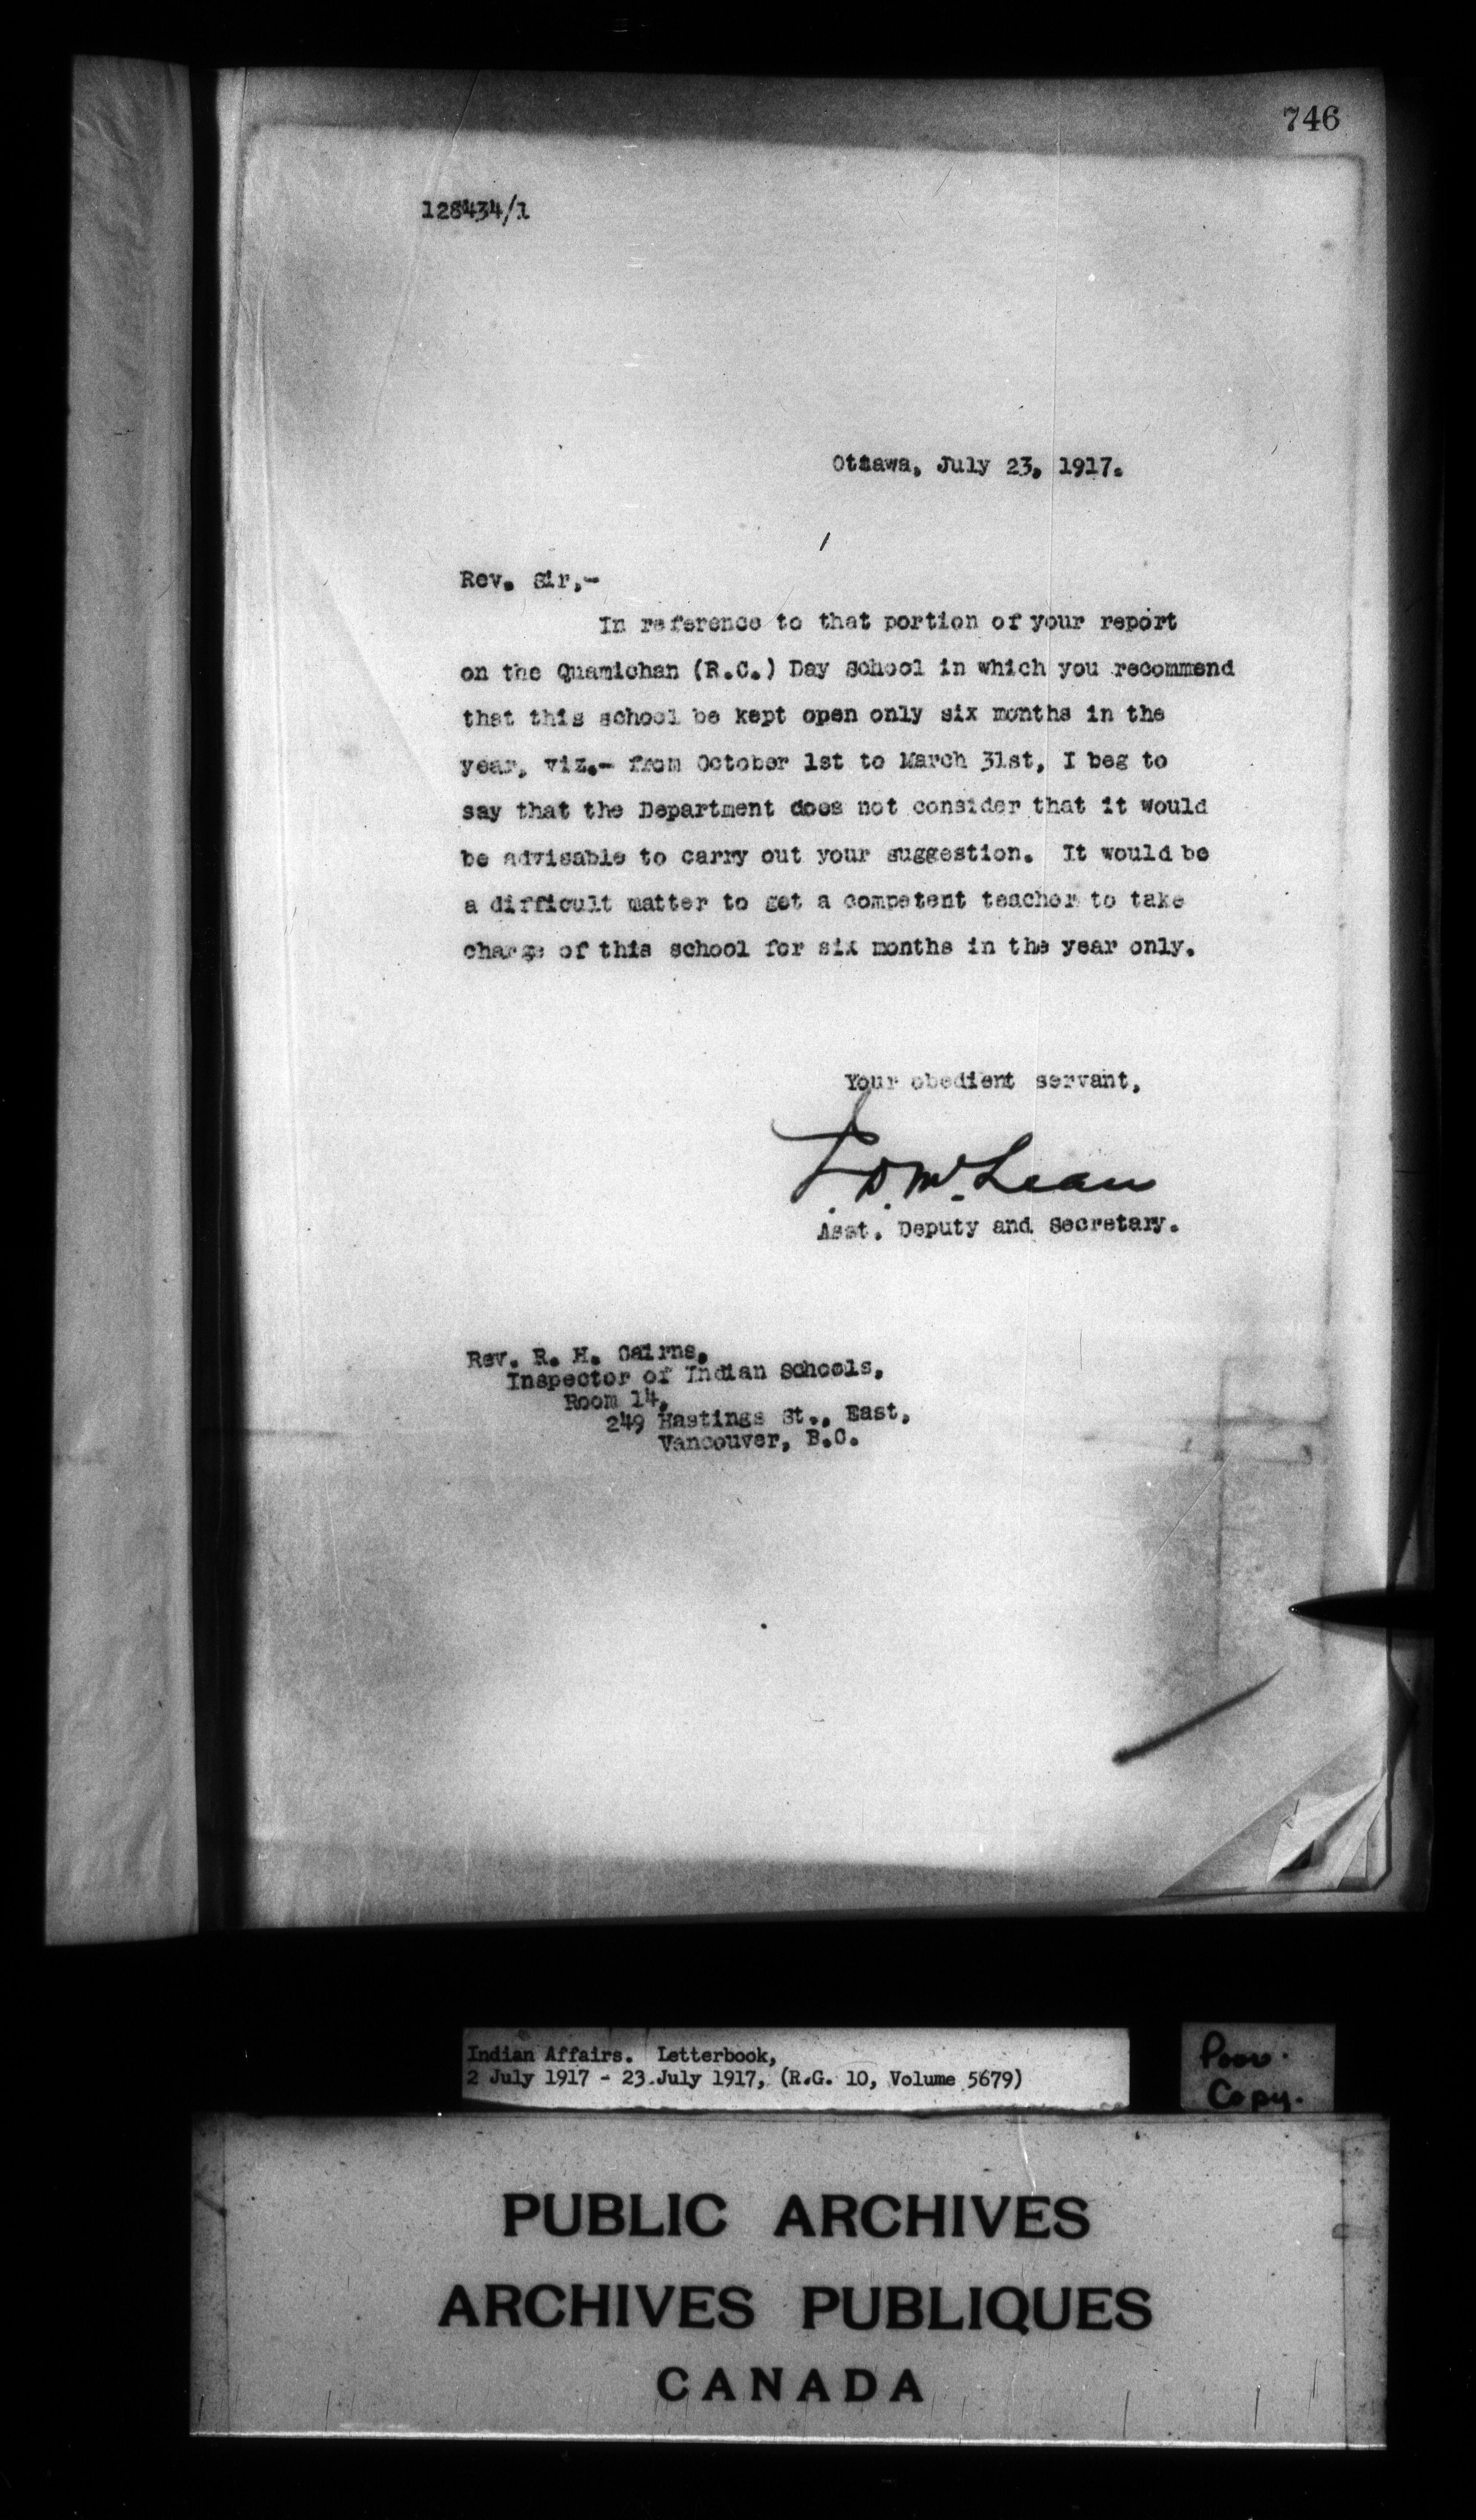 746
128434/1
Ottawa, July 23, 1917.
Rev. Sir,-
In reference to that portion of your report
on the Quamichan (R.C.) Day School in which you recommend
that this school be kept open only six months in the
year, viz.- from October 1st to March 31st, I beg to
say that the Department does not consider that it would
be advisable to carry out your suggestion. It would be
a difficult matter to get a competent teacher to take
charge of this school for six months in the year only.
Your obedient servant,
J. D. McLean
Asst. Deputy and Secretary.
Rev. R. H. Cairns,
Inspector of Indian Schools,
Room 14,
249 Hastings St., East,
Vancouver, B.C.
Indian Affairs. Letterbook,
2 July 1917 - 23 July 1917, (R.G. 10, Volume 5679)
Poor.
Copy.
PUBLIC ARCHIVES
ARCHIVES PUBLIQUES
CANADA